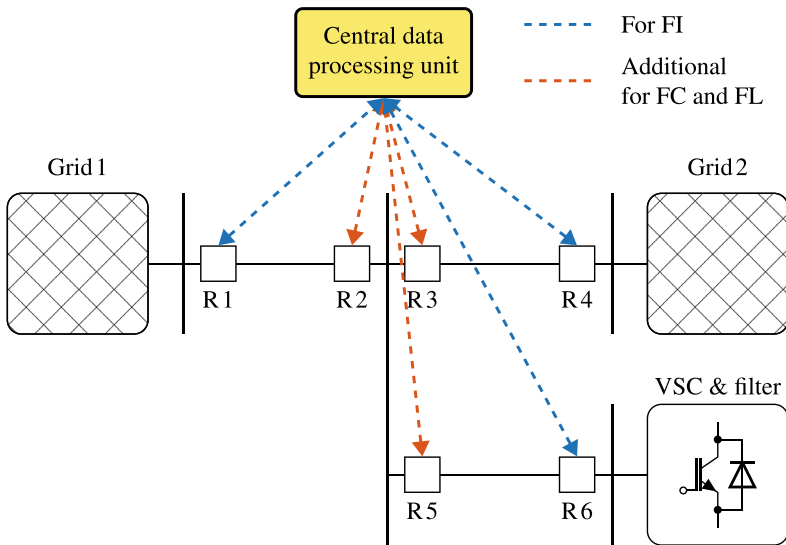 Central data
processing unit
For FI
Additional
for FC and FL
Grid 1
Grid 2
R 1
R 2
R 3
R 4
VSC & filter
R 5
R 6